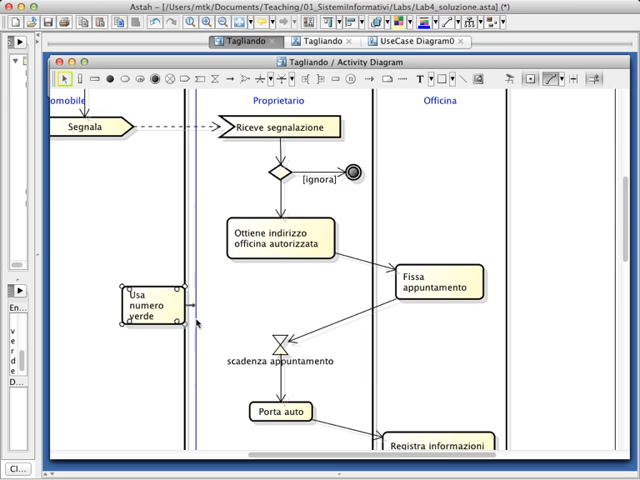 Astah - [/Users/mtk/Documents/Teaching/01_SistemiInformativi/Labs/Lab4_soluzione.asta] (*)
Tagliando
Tagliando
UseCase Diagram0
Tagliando / Activity Diagram
omobile
Proprietario
Officina
Segnala
Riceve segnalazione
[ignora]
Ottiene indirizzo
officina autorizzata
Fissa
appuntamento
Usa
numero
verde
scadenza appuntamento
Porta auto
Registra informazioni
En...
v
e
r
d
e
D...
Cl...